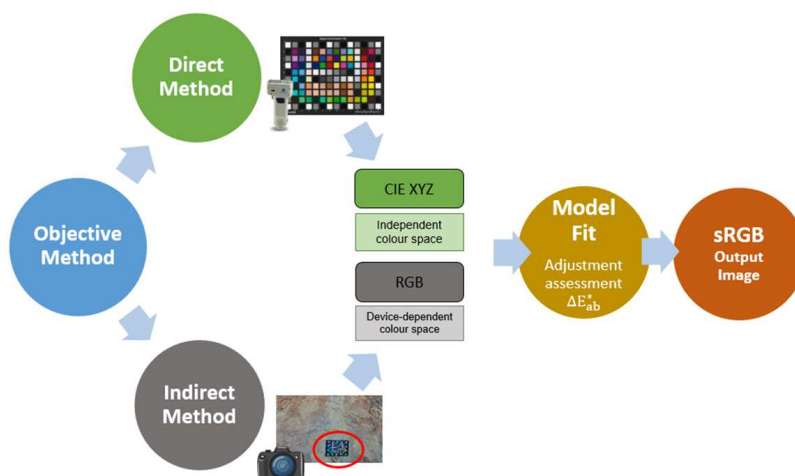 Direct
Method
Objective
Method
Indirect
Method
CIE XYZ
Independent
colour space
RGB
Device-dependent
colour space
Model
Fit
Adjustment
assessment
ΔE*ab
sRGB
Output
Image